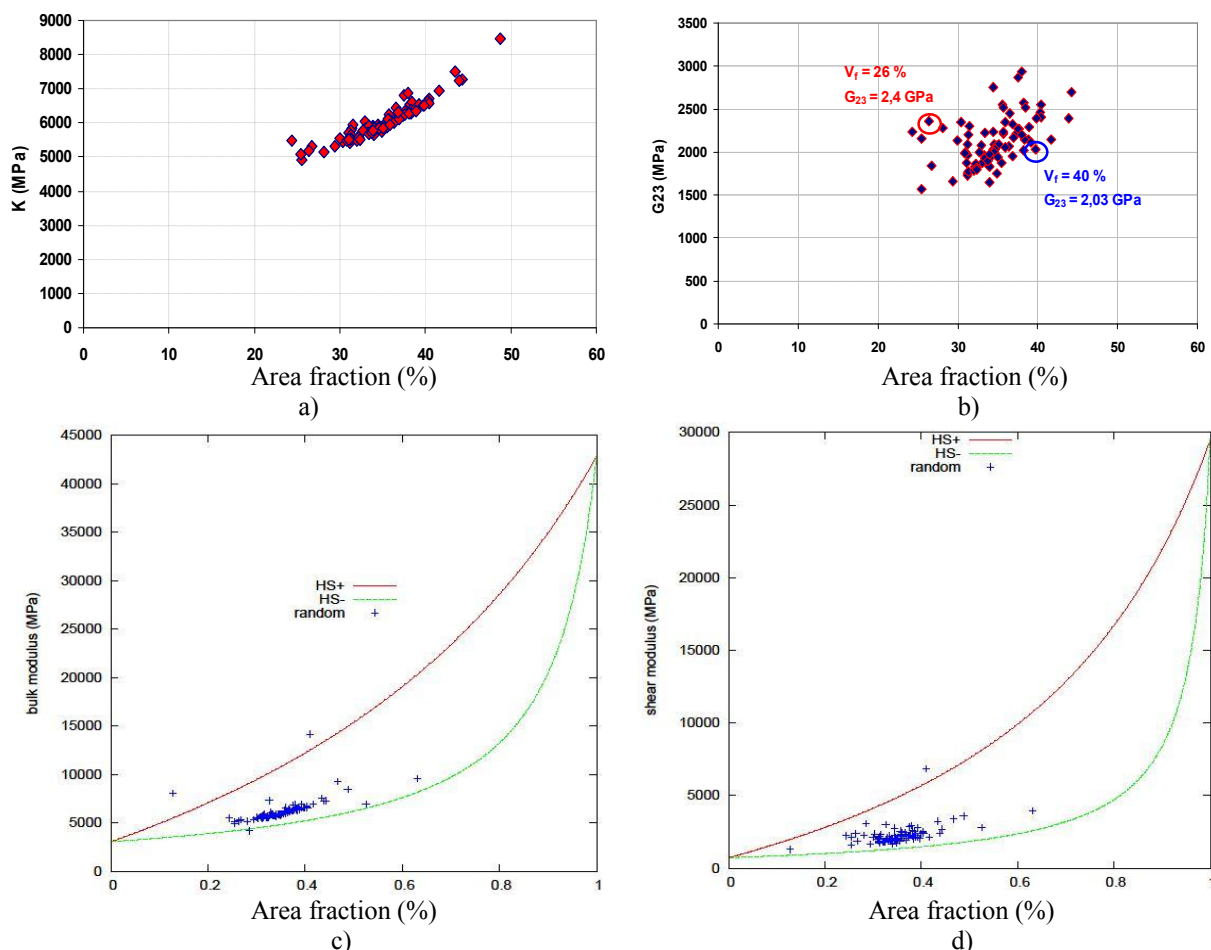 a)
9000
8000
7000
6000
5000
4000
3000
2000
1000
0
K (MPa)
0 10 20 30 40 50 60
Area fraction (%)
a)
b)
3500
3000
2500
2000
1500
1000
500
0
G23 (MPa)
Vf = 26 %
G23 = 2,4 GPa
Vf = 40 %
G23 = 2,03 GPa
0 10 20 30 40 50 60
Area fraction (%)
b)
45000
40000
35000
30000
25000
20000
15000
10000
5000
0
bulk modulus (MPa)
HS+
HS-
random
0 0.2 0.4 0.6 0.8 1
Area fraction (%)
c)
30000
25000
20000
15000
10000
5000
0
shear modulus (MPa)
HS+
HS-
random
0 0.2 0.4 0.6 0.8 1
Area fraction (%)
d)